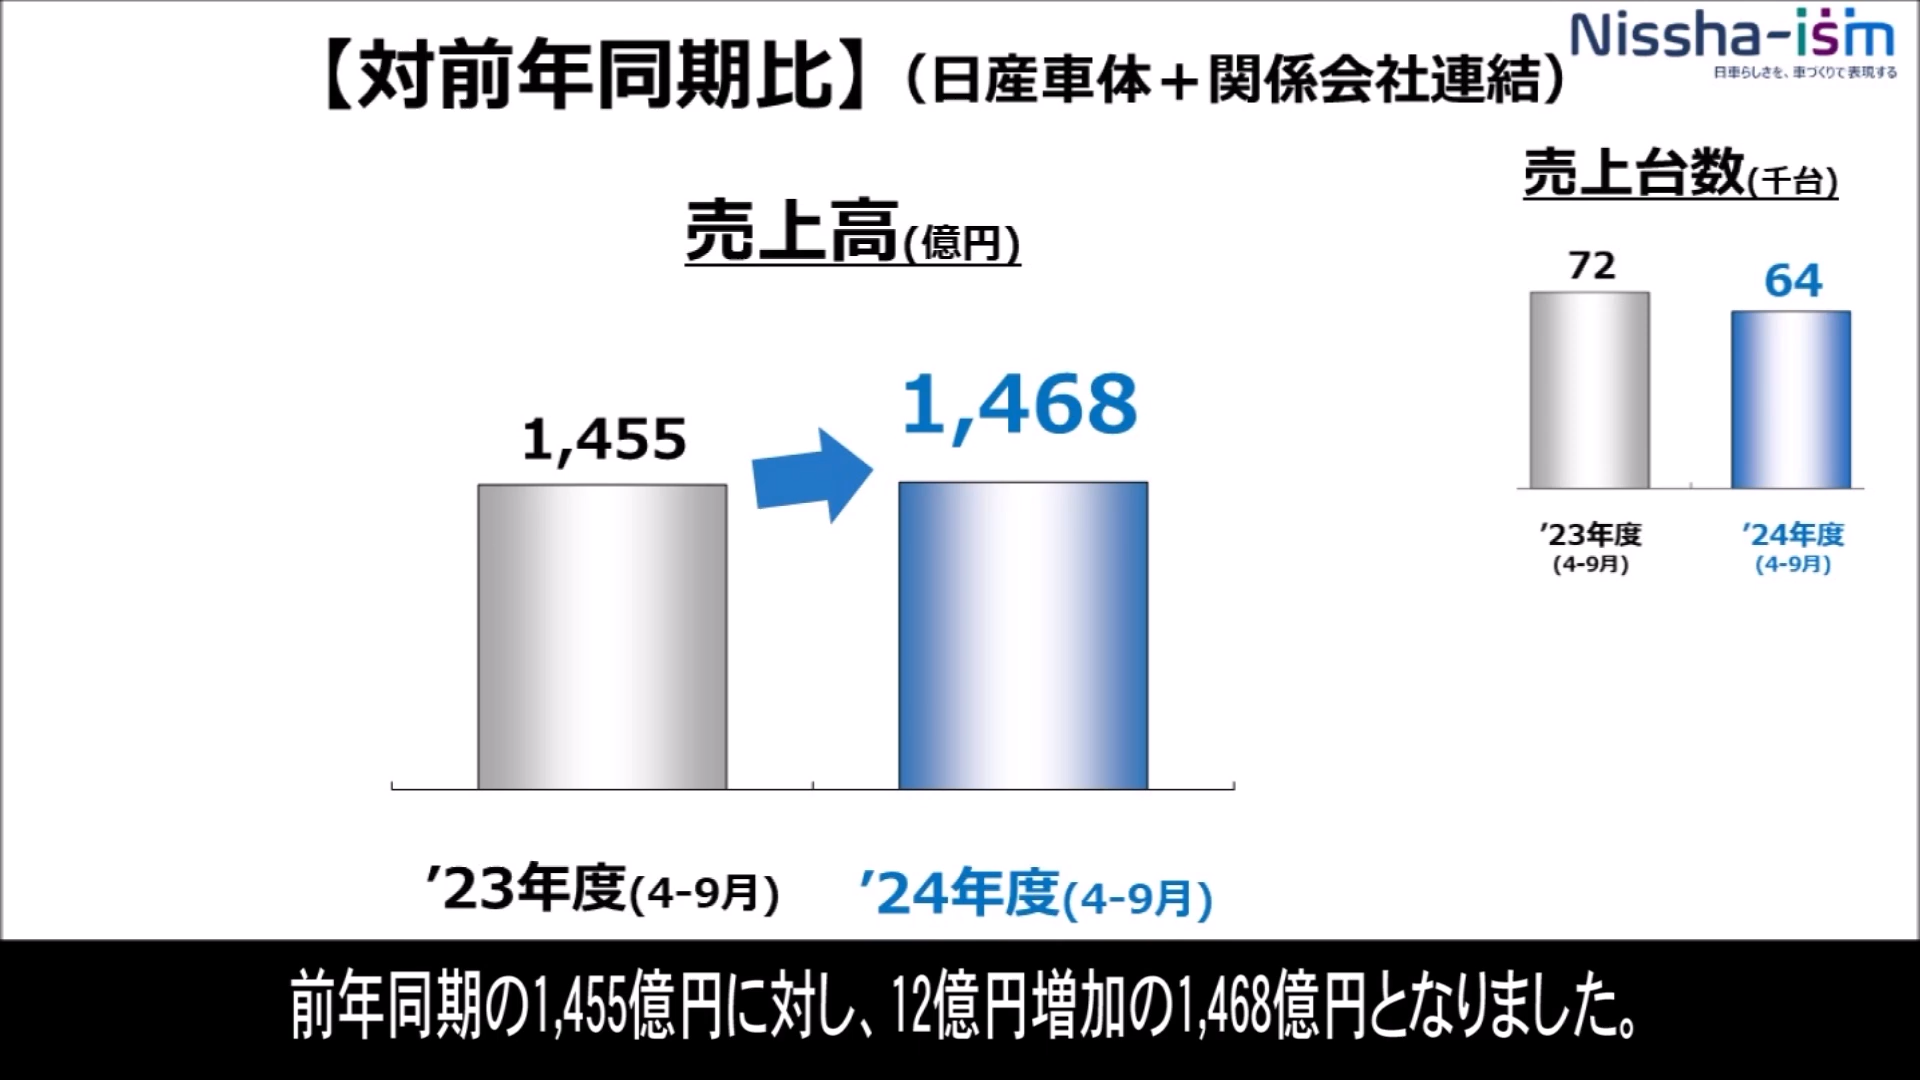 【対前年同期比】(日産車体+関係会社連結)
Nissha-ism
日車らしさを、車づくりで表現する
売上台数(千台)
72
64
’23年度
(4-9月)
’24年度
(4-9月)
売上高(億円)
1,455
1,468
’23年度(4-9月)
’24年度(4-9月)
前年同期の1,455億円に対し、12億円増加の1,468億円となりました。